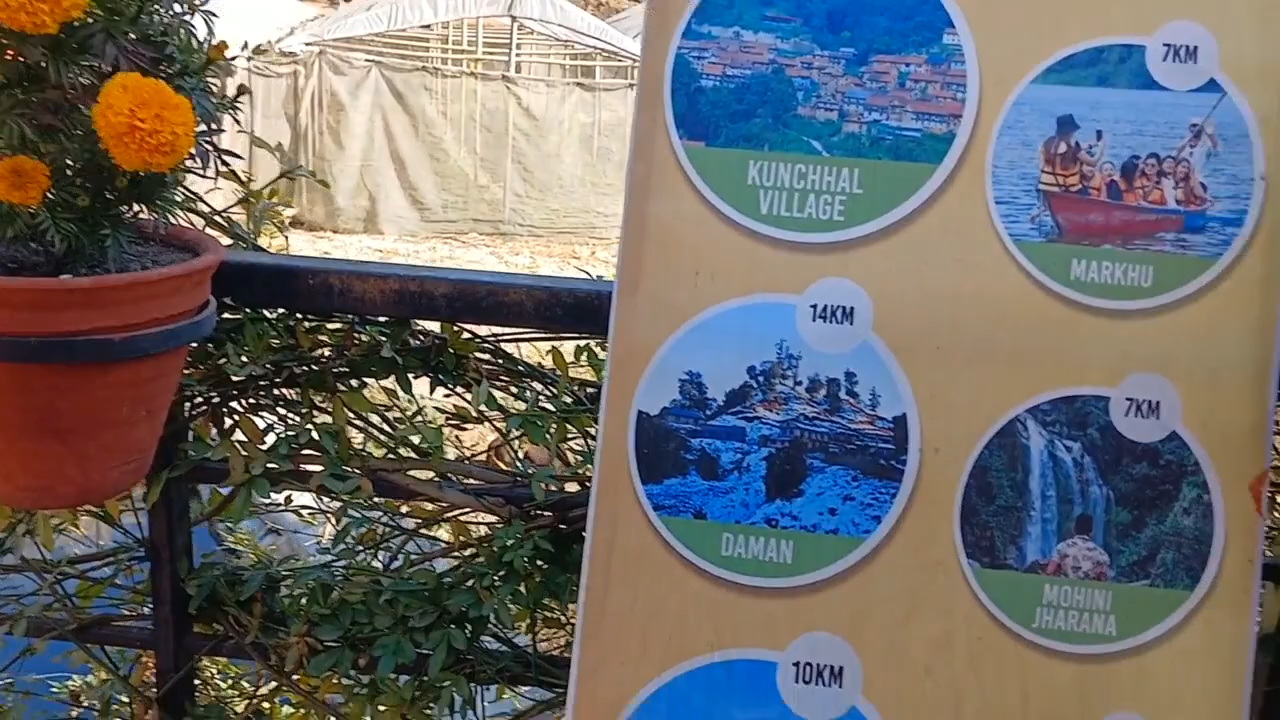 KUNCHHAL
VILLAGE
7KM
MARKHU
14KM
DAMAN
7KM
MOHINI
JHARANA
10KM